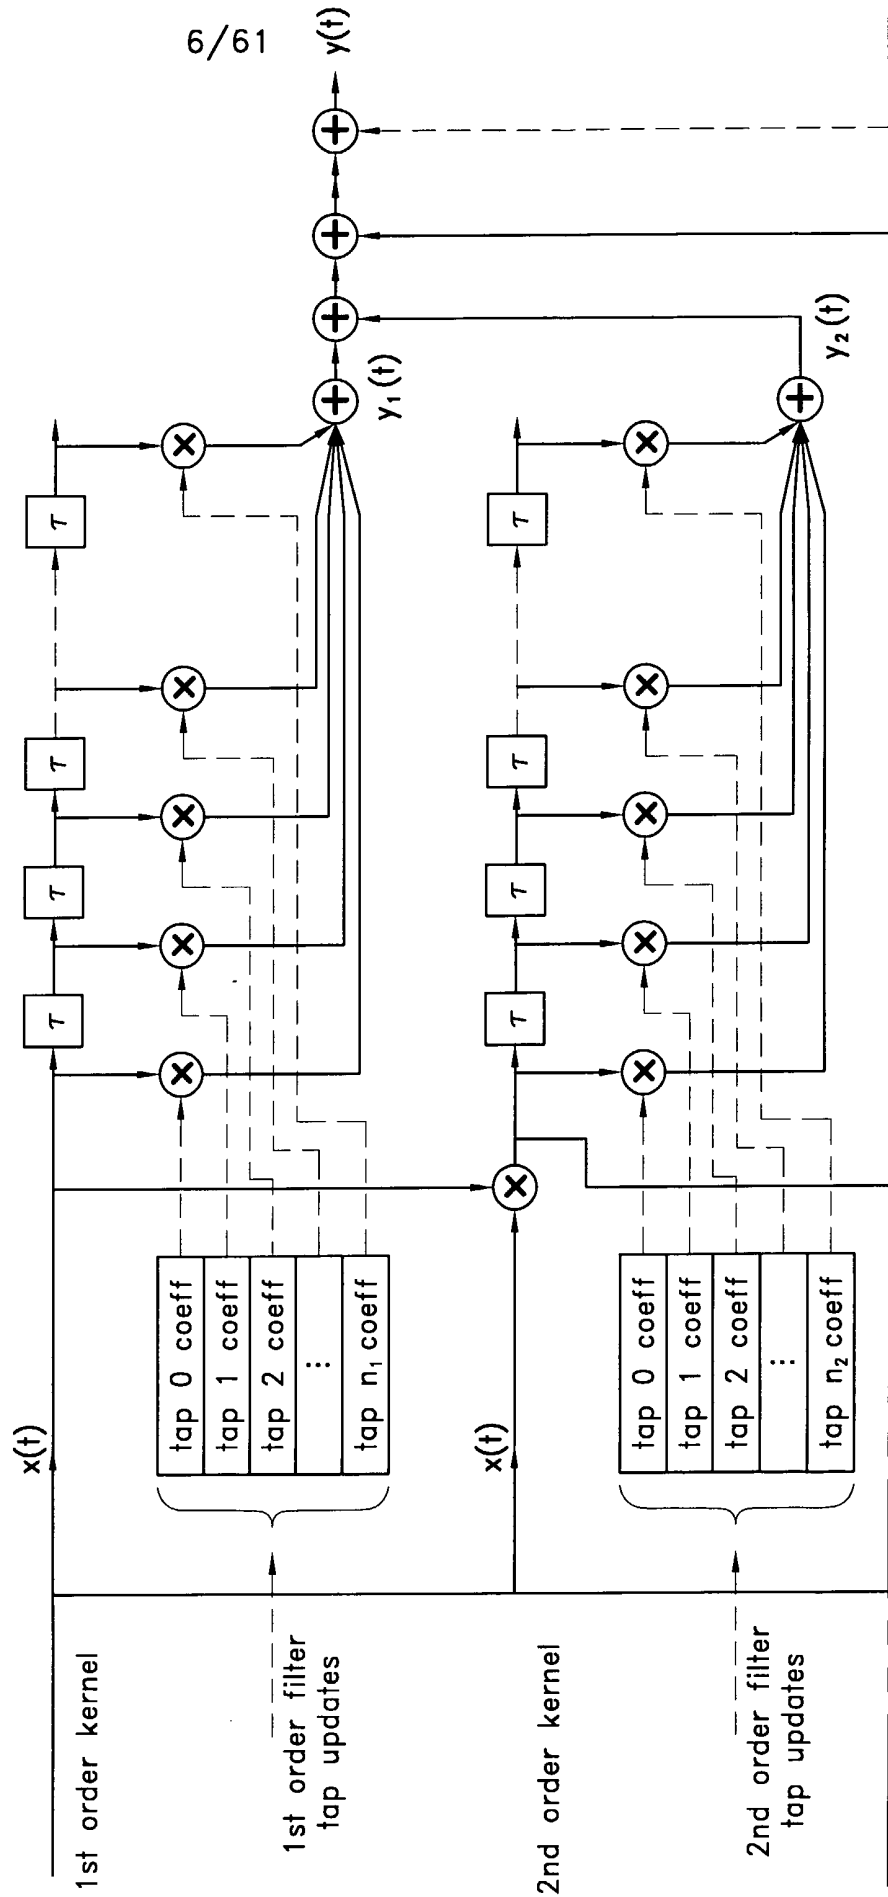 6/61
1st order kernel
x(t)
τ
τ
τ
τ
tap 0 coeff
tap 1 coeff
tap 2 coeff
...
tap n₁ coeff
1st order filter
tap updates
y₁(t)
y(t)
2nd order kernel
x(t)
τ
τ
τ
τ
tap 0 coeff
tap 1 coeff
tap 2 coeff
...
tap n₂ coeff
2nd order filter
tap updates
y₂(t)